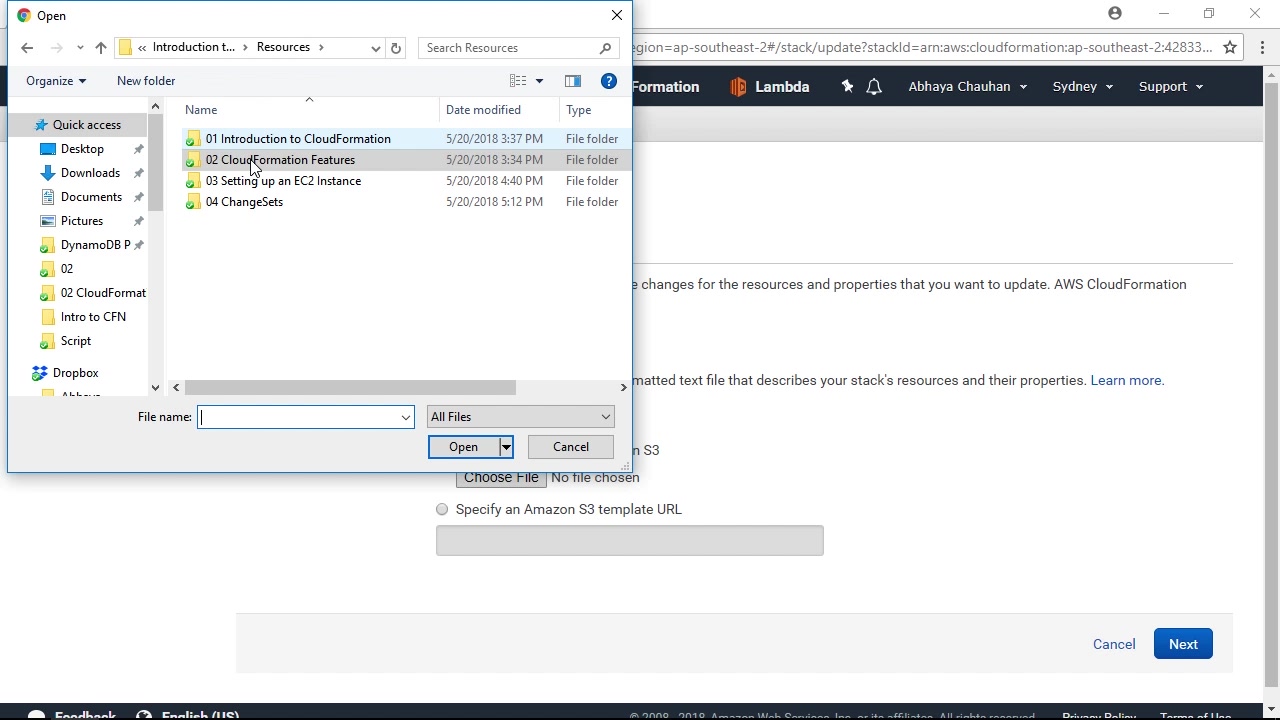 Open
« Introduction t... › Resources ›
Search Resources
egion=ap-southeast-2#/stack/update?stackId=arn:aws:cloudformation:ap-southeast-2:42833...
Organize
New folder
Formation
Lambda
Abhaya Chauhan
Sydney
Support
Name
Date modified
Type
Quick access
Desktop
Downloads
Documents
Pictures
DynamoDB P
02
02 CloudFormat
Intro to CFN
Script
Dropbox
Abhaya
01 Introduction to CloudFormation 5/20/2018 3:37 PM File folder
02 CloudFormation Features 5/20/2018 3:34 PM File folder
03 Setting up an EC2 Instance 5/20/2018 4:40 PM File folder
04 ChangeSets 5/20/2018 5:12 PM File folder
File name:
All Files
Open
Cancel
e changes for the resources and properties that you want to update. AWS CloudFormation
matted text file that describes your stack's resources and their properties. Learn more.
n S3
Choose File No file chosen
Specify an Amazon S3 template URL
Cancel
Next
Feedback
English (US)
© 2008 - 2018, Amazon Web Services, Inc. or its affiliates. All rights reserved.
Privacy Policy
Terms of Use